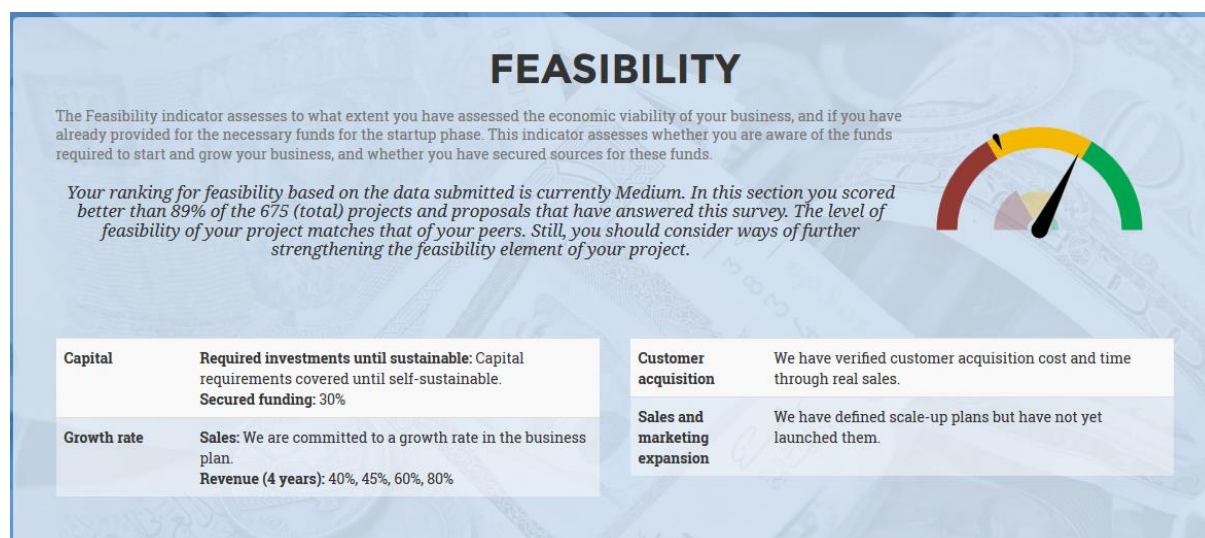 FEASIBILITY
The Feasibility indicator assesses to what extent you have assessed the economic viability of your business, and if you have
already provided for the necessary funds for the startup phase. This indicator assesses whether you are aware of the funds
required to start and grow your business, and whether you have secured sources for these funds.
Your ranking for feasibility based on the data submitted is currently Medium. In this section you scored
better than 89% of the 675 (total) projects and proposals that have answered this survey. The level of
feasibility of your project matches that of your peers. Still, you should consider ways of further
strengthening the feasibility element of your project.
Capital
Required investments until sustainable: Capital
requirements covered until self-sustainable.
Secured funding: 30%
Growth rate
Sales: We are committed to a growth rate in the business
plan.
Revenue (4 years): 40%, 45%, 60%, 80%
Customer
acquisition
We have verified customer acquisition cost and time
through real sales.
Sales and
marketing
expansion
We have defined scale-up plans but have not yet
launched them.